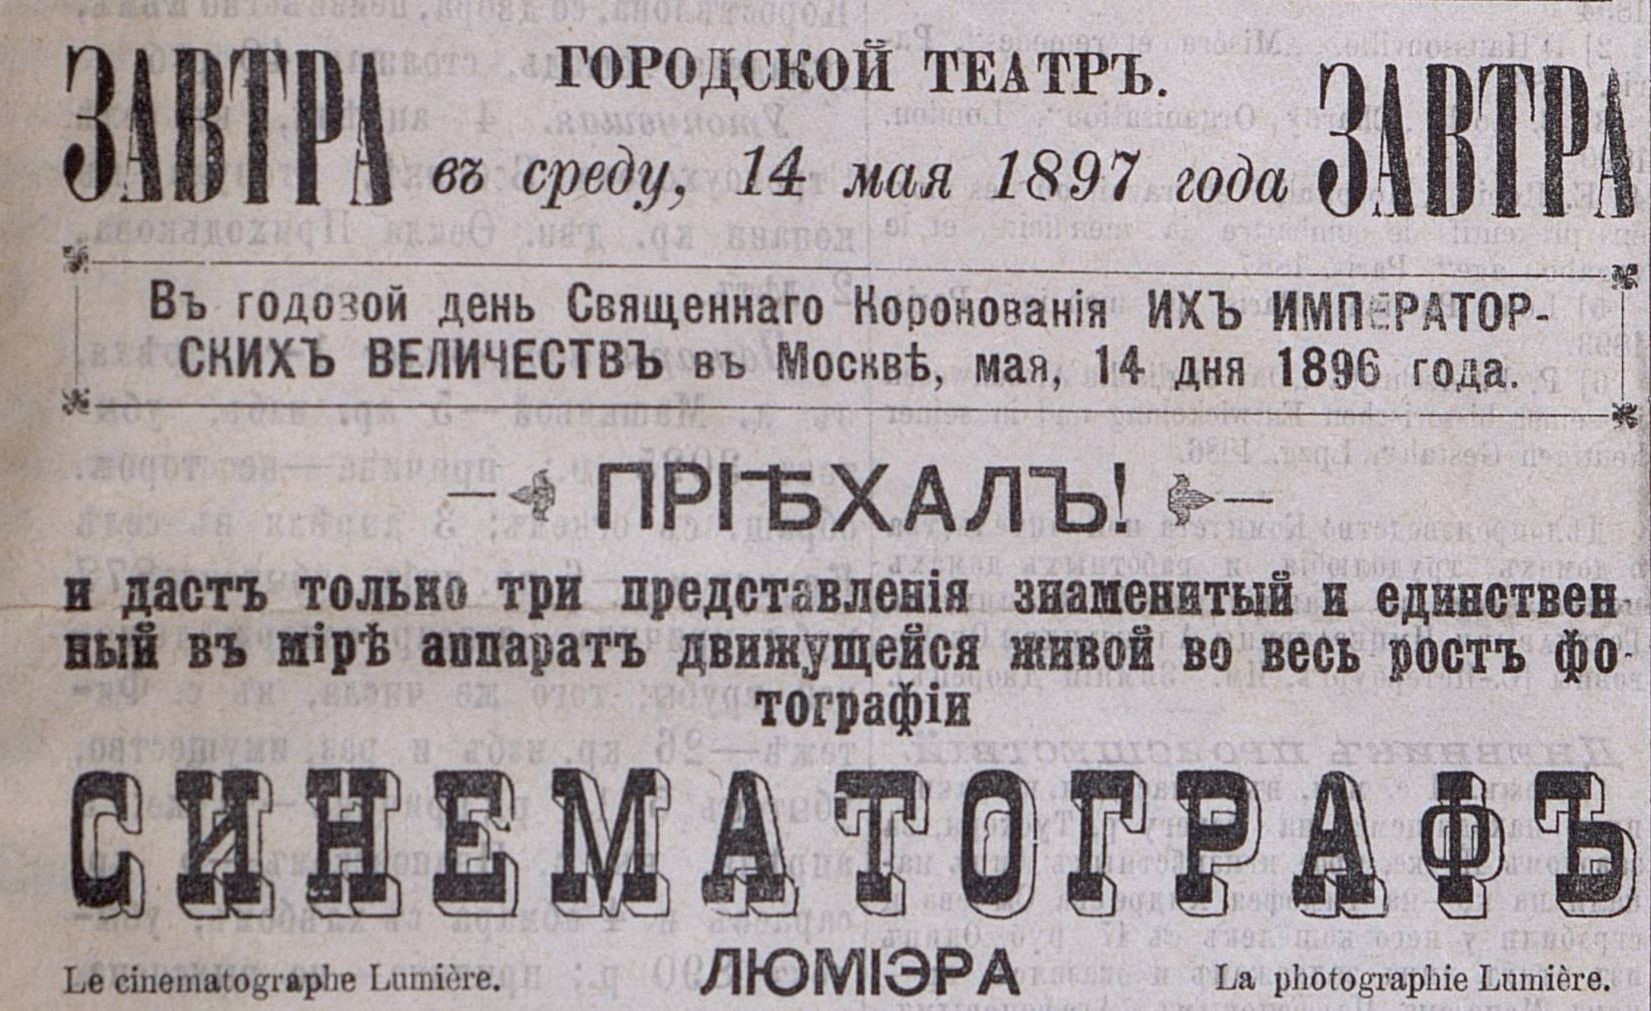 ЗАВТРА ГОРОДСКОЙ ТЕАТРЪ. ЗАВТРА
въ среду, 14 мая 1897 года
Въ годовой день Священнаго Коронованія ИХЪ ИМПЕРАТОР-
СКИХЪ ВЕЛИЧЕСТВЪ въ Москвѣ, мая, 14 дня 1896 года.
— ПРІѢХАЛЪ! —
и дастъ только три представленія знаменитый и единствен-
ный въ мірѣ аппаратъ движущейся живой во весь ростъ фо-
тографіи
СИНЕМАТОГРАФЪ
Le cinematographe Lumière. ЛЮМІЭРА La photographie Lumière.